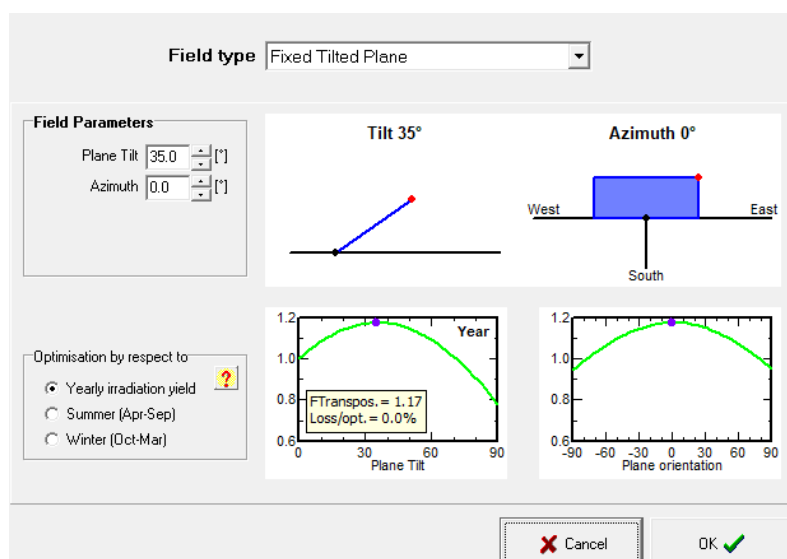 Field type Fixed Tilted Plane
Field Parameters
Plane Tilt 35.0 [°]
Azimuth 0.0 [°]
Tilt 35°
Azimuth 0°
West
East
South
Optimisation by respect to
?
Yearly irradiation yield
Summer (Apr-Sep)
Winter (Oct-Mar)
1.2
1.0
0.8
0.6
Year
FTranspos. = 1.17
Loss/opt. = 0.0%
0 30 60 90
Plane Tilt
1.2
1.0
0.8
0.6
-90 -60 -30 0 30 60 90
Plane orientation
Cancel
OK